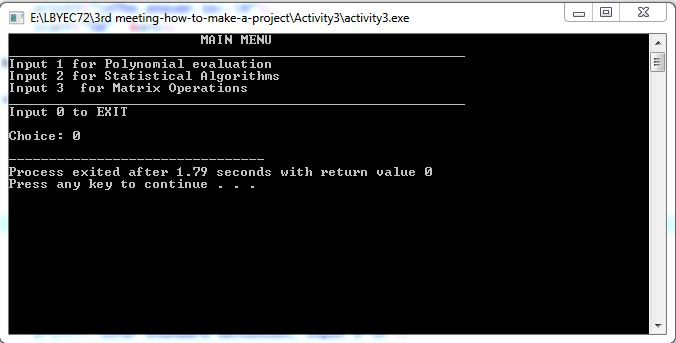 E:\LBYEC72\3rd meeting-how-to-make-a-project\Activity3\activity3.exe
MAIN MENU
Input 1 for Polynomial evaluation
Input 2 for Statistical Algorithms
Input 3  for Matrix Operations
Input 0 to EXIT
Choice: 0
--------------------------------
Process exited after 1.79 seconds with return value 0
Press any key to continue . . .